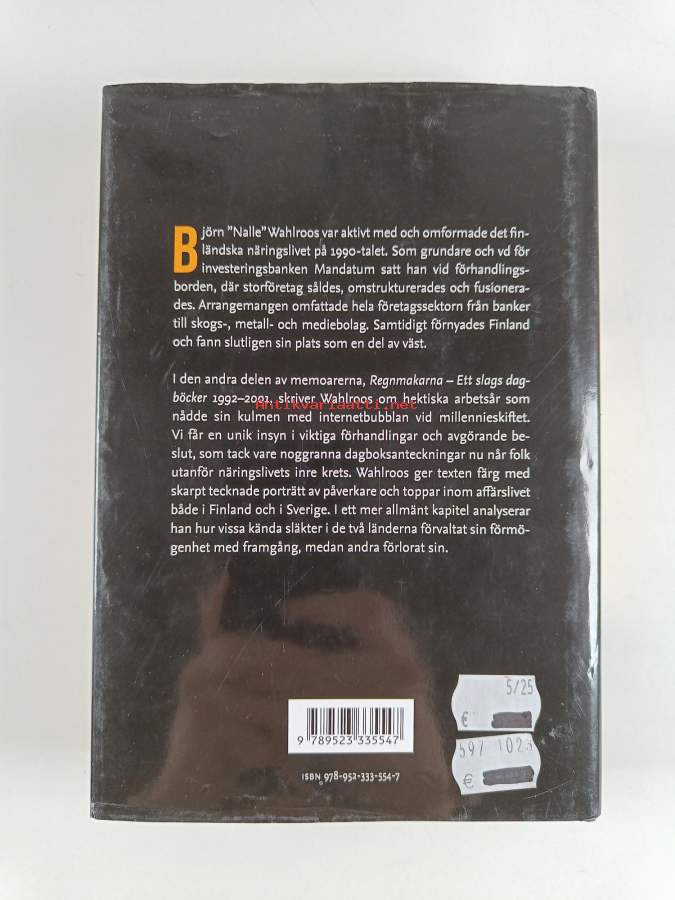 Björn ”Nalle” Wahlroos var aktivt med och omformade det fin-
ländska näringslivet på 1990-talet. Som grundare och vd för
investeringsbanken Mandatum satt han vid förhandlings-
borden, där storföretag såldes, omstrukturerades och fusionera-
des. Arrangemangen omfattade hela företagssektorn från banker
till skogs-, metall- och mediebolag. Samtidigt förnyades Finland
och fann slutligen sin plats som en del av väst.
I den andra delen av memoarerna, Regnmakarna – Ett slags dag-
böcker 1992–2001, skriver Wahlroos om hektiska arbetsår som
Antikvariaatti.net
nådde sin kulmen med internetbubblan vid millennieskiftet.
Vi får en unik insyn i viktiga förhandlingar och avgörande be-
slut, som tack vare noggranna dagboksanteckningar nu når folk
utanför näringslivets inre krets. Wahlroos ger texten färg med
skarpt tecknade porträtt av påverkare och toppar inom affärslivet
både i Finland och i Sverige. I ett mer allmänt kapitel analyserar
han hur vissa kända släkter i de två länderna förvaltat sin förmö-
genhet med framgång, medan andra förlorat sin.
5/25
€
597 1023
€
9 789523 335547
ISBN 978-952-333-554-7